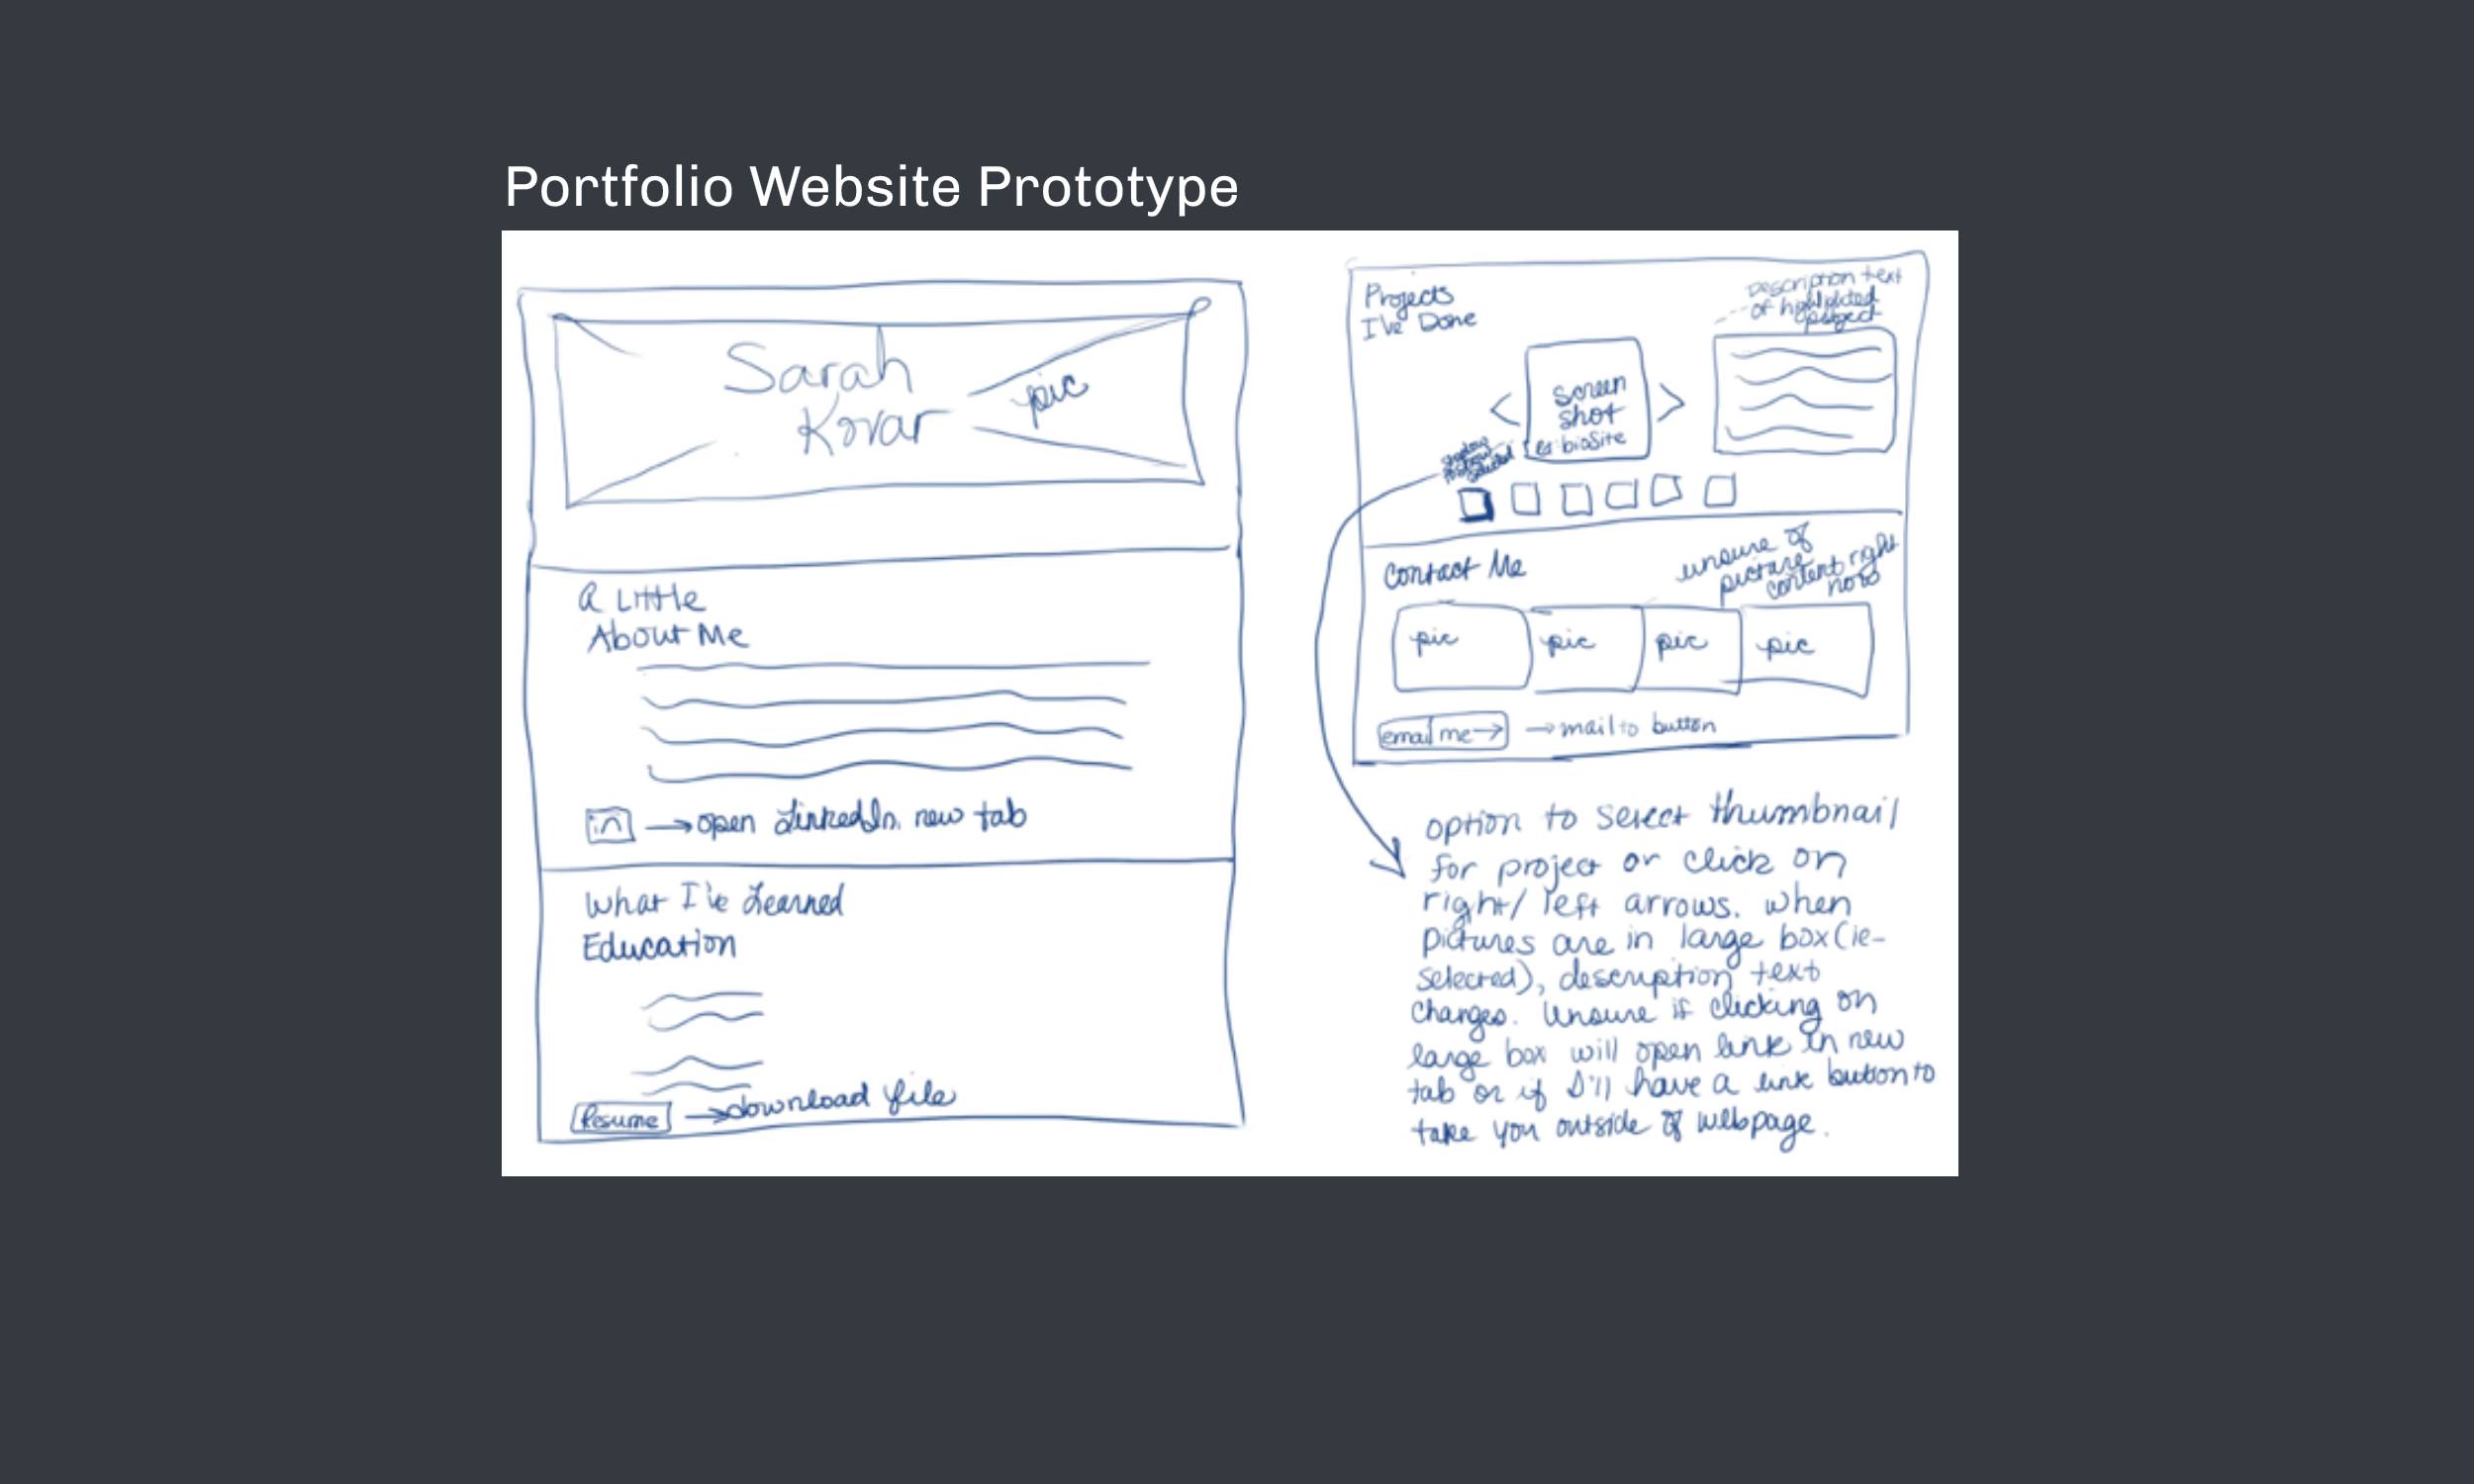 Portfolio Website Prototype
Sarah
Kovar
pic
A Little
About Me
in → open LinkedIn, new tab
What I've Learned
Education
Resume → download file
Projects
I've Done
Description text
of highlighted
project
< screen >
shot
bioSite
Contact Me
unsure of
picture
content right
now
pic pic pic pic
email me → → mailto button
option to select thumbnail
for project or click on
right/left arrows. when
pictures are in large box (ie-
selected), description text
changes. Unsure if clicking on
large box will open link in new
tab or if I'll have a link button to
take you outside of webpage.